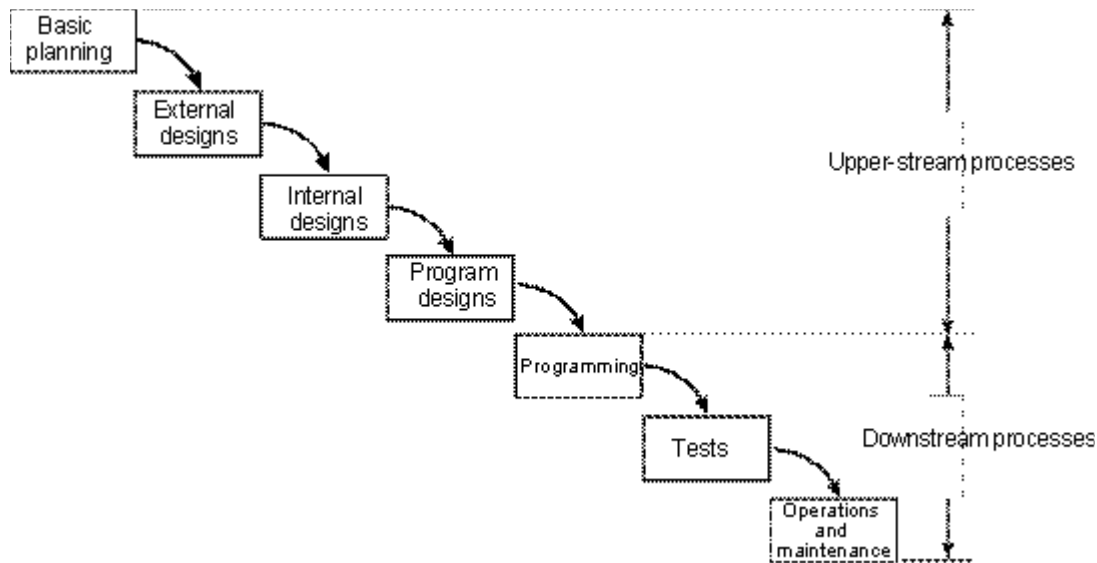 Basic
planning
External
designs
Internal
designs
Upper-stream processes
Program
designs
Programming
Downstream processes
Tests
Operations
and
maintenance